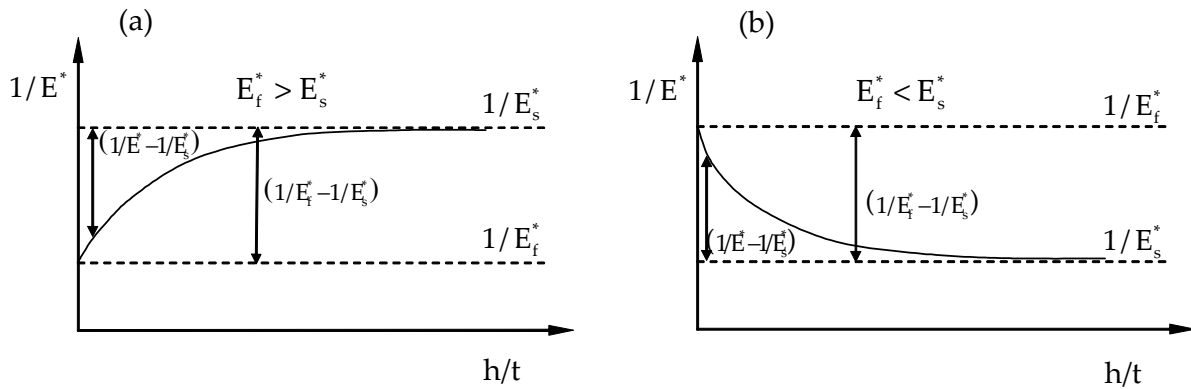 (a)
1/E*
E*f > E*s
1/E*s
(1/E*–1/E*s)
(1/E*f–1/E*s)
1/E*f
h/t
(b)
1/E*
E*f < E*s
1/E*f
(1/E*f–1/E*s)
(1/E*–1/E*s)
1/E*s
h/t